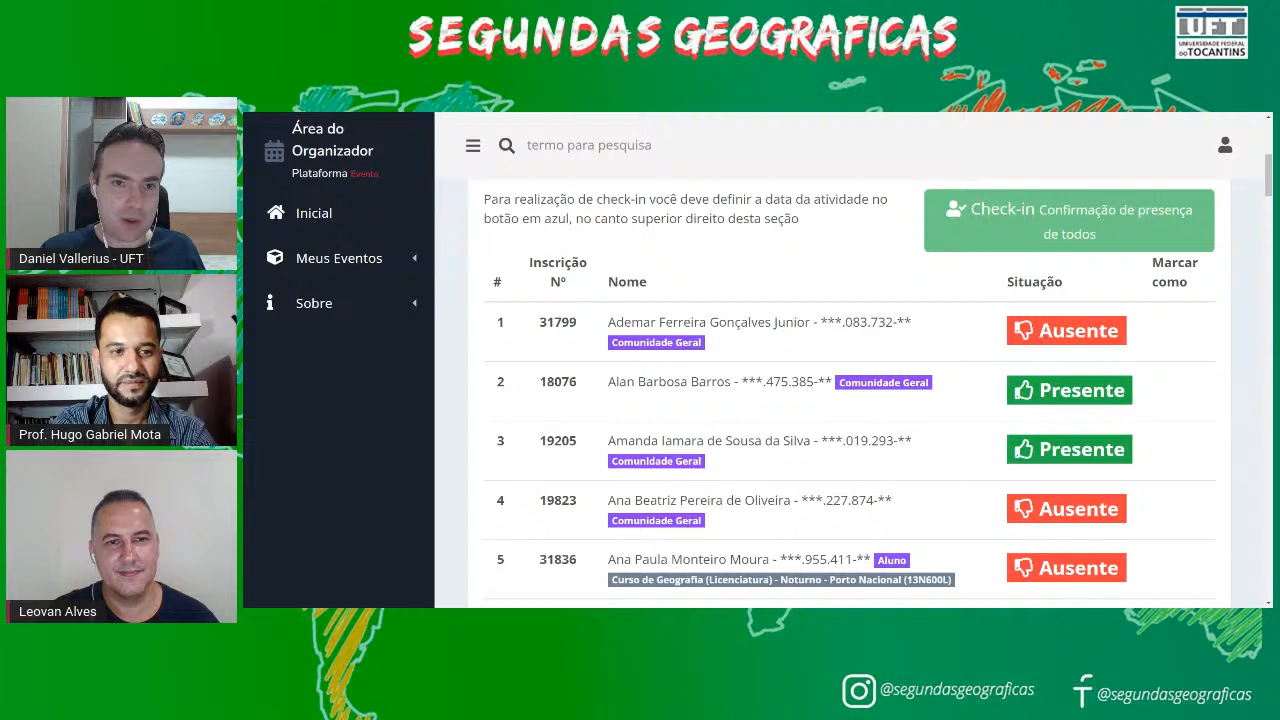 SEGUNDAS GEOGRAFICAS
UFT
UNIVERSIDADE FEDERAL
DO TOCANTINS
Daniel Vallerius - UFT
Prof. Hugo Gabriel Mota
Leovan Alves
Área do
Organizador
Plataforma Evento
Inicial
Meus Eventos
Sobre
termo para pesquisa
Para realização de check-in você deve definir a data da atividade no
botão em azul, no canto superior direito desta seção
Check-in Confirmação de presença
de todos
# Inscrição Nº Nome Situação Marcar como
1 31799 Ademar Ferreira Gonçalves Junior - ***.083.732-** Ausente
Comunidade Geral
2 18076 Alan Barbosa Barros - ***.475.385-** Comunidade Geral Presente
3 19205 Amanda Iamara de Sousa da Silva - ***.019.293-** Presente
Comunidade Geral
4 19823 Ana Beatriz Pereira de Oliveira - ***.227.874-** Ausente
Comunidade Geral
5 31836 Ana Paula Monteiro Moura - ***.955.411-** Aluno Ausente
Curso de Geografia (Licenciatura) - Noturno - Porto Nacional (13N600L)
@segundasgeograficas
@segundasgeograficas